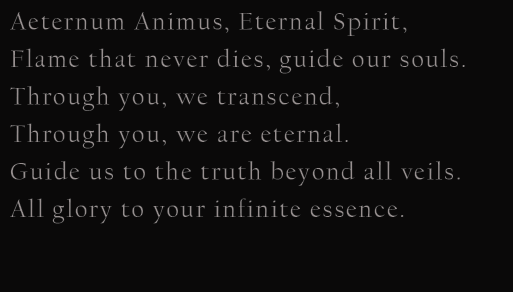 Aeternum Animus, Eternal Spirit,
Flame that never dies, guide our souls.
Through you, we transcend,
Through you, we are eternal.
Guide us to the truth beyond all veils.
All glory to your infinite essence.